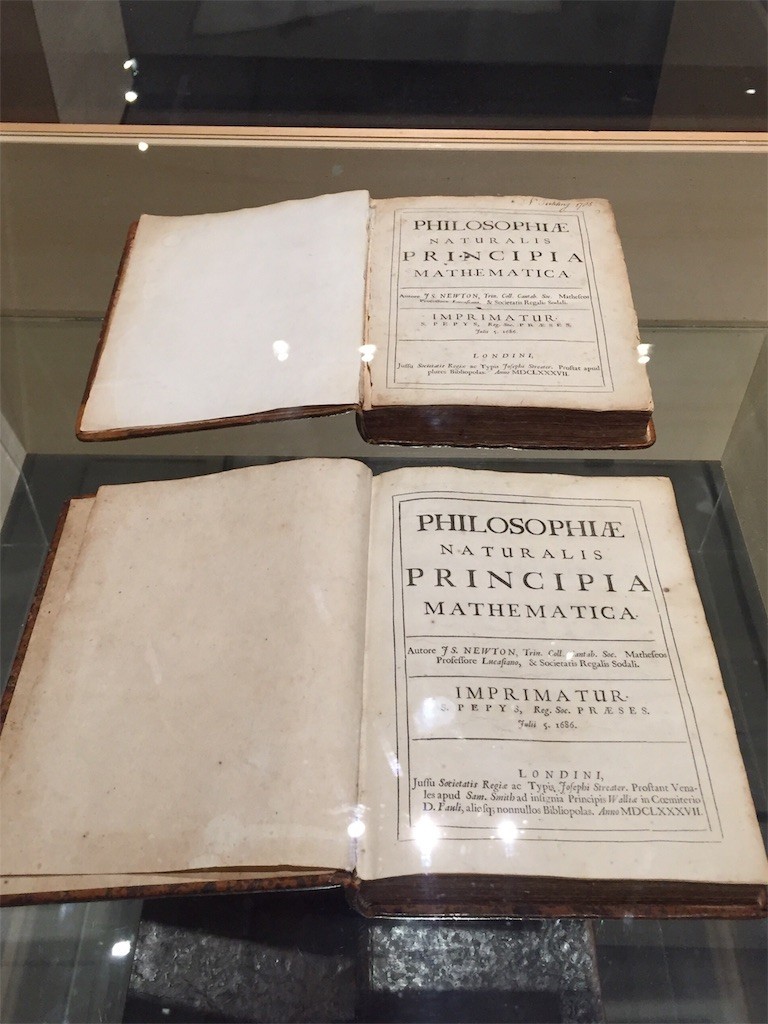 PHILOSOPHIÆ
NATURALIS
PRINCIPIA
MATHEMATICA
Autore JS. NEWTON, Trin. Coll. Cantab. Soc. Matheseos
Professore Lucasiano, & Societatis Regalis Sodali.
IMPRIMATUR.
S. PEPYS, Reg. Soc. PRÆSES.
Julii 5. 1686.
LONDINI,
Jussu Societatis Regiæ ac Typis Josephi Streater. Prostat apud
plures Bibliopolas. Anno MDCLXXXVII.
PHILOSOPHIÆ
NATURALIS
PRINCIPIA
MATHEMATICA.
Autore JS. NEWTON, Trin. Coll. Cantab. Soc. Matheseos
Professore Lucasiano, & Societatis Regalis Sodali.
IMPRIMATUR.
S. PEPYS, Reg. Soc. PRÆSES.
Julii 5. 1686.
LONDINI,
Jussu Societatis Regiæ ac Typis Josephi Streater. Prostant Vena-
les apud Sam. Smith ad insignia Principis Walliæ in Cœmiterio
D. Pauli, aliosq; nonnullos Bibliopolas. Anno MDCLXXXVII.